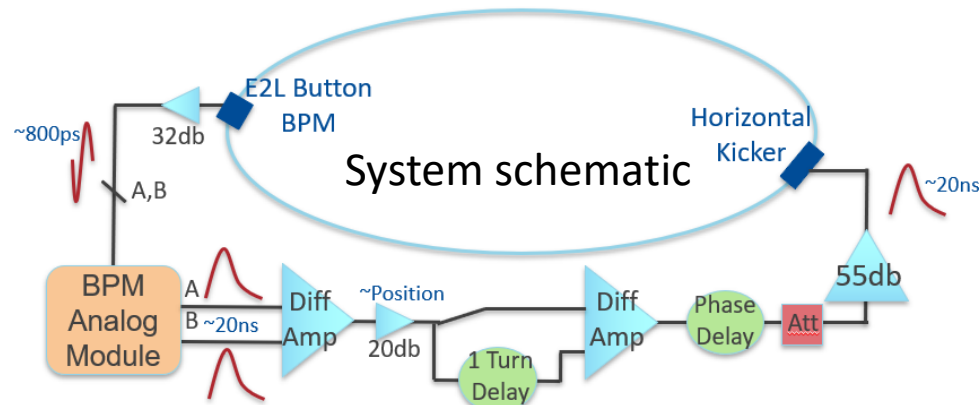 System schematic
E2L Button
BPM
32db
~800ps
A,B
BPM
Analog
Module
A
B
~20ns
Diff
Amp
~Position
20db
1 Turn
Delay
Diff
Amp
Phase
Delay
Att
55db
~20ns
Horizontal
Kicker